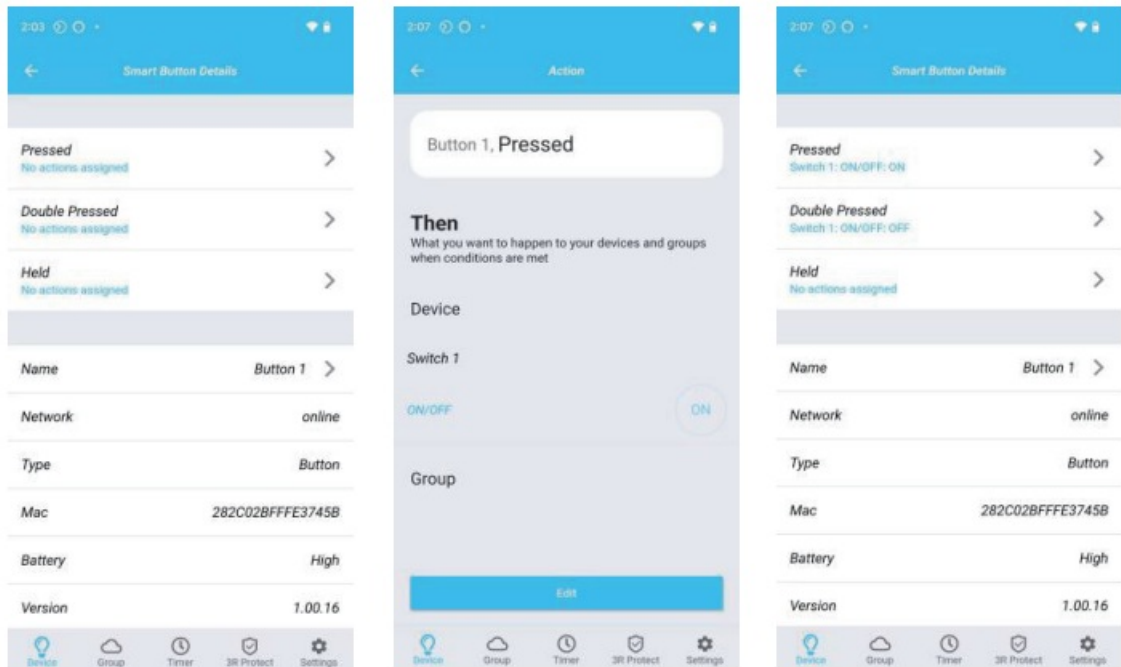 2:03
Smart Button Details
Pressed
No actions assigned
Double Pressed
No actions assigned
Held
No actions assigned
Name Button 1
Network online
Type Button
Mac 282C02BFFFE3745B
Battery High
Version 1.00.16
Device Group Timer 3R Protect Settings
2:07
Action
Button 1, Pressed
Then
What you want to happen to your devices and groups
when conditions are met
Device
Switch 1
ON/OFF ON
Group
Edit
Device Group Timer 3R Protect Settings
2:07
Smart Button Details
Pressed
Switch 1: ON/OFF: ON
Double Pressed
Switch 1: ON/OFF: OFF
Held
No actions assigned
Name Button 1
Network online
Type Button
Mac 282C02BFFFE3745B
Battery High
Version 1.00.16
Device Group Timer 3R Protect Settings